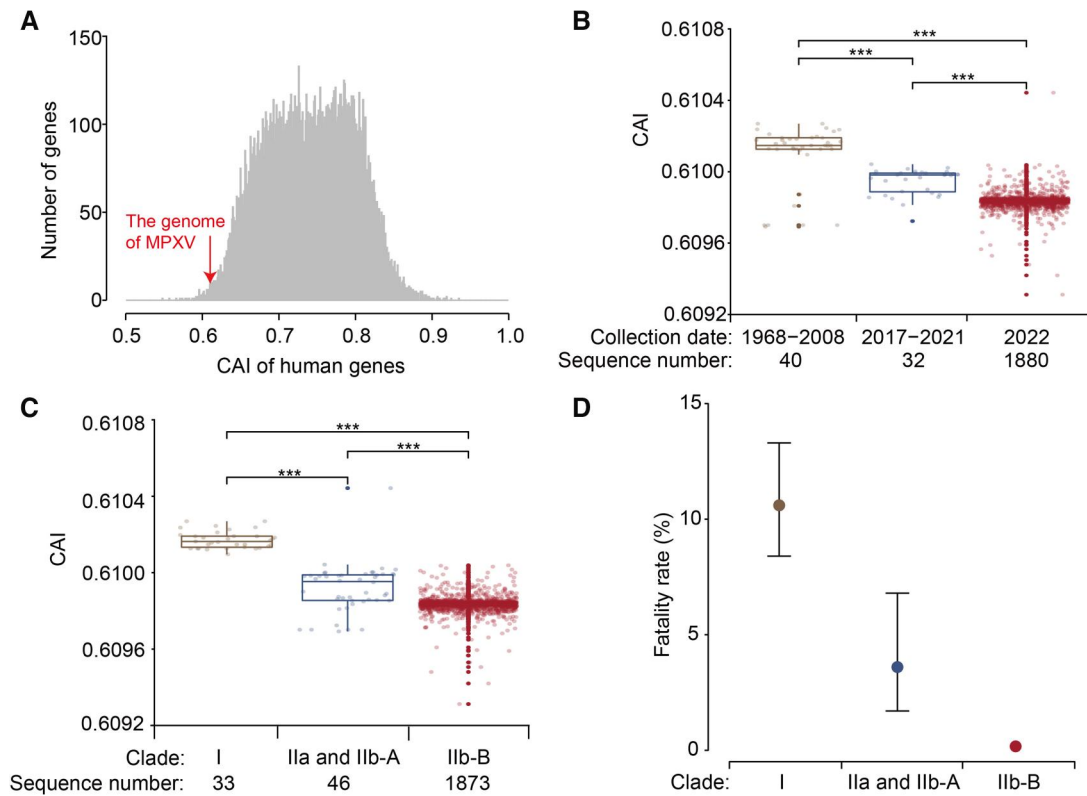 A
150
100
50
0
Number of genes
The genome
of MPXV
0.5 0.6 0.7 0.8 0.9 1.0
CAI of human genes
B
0.6108
0.6104
0.6100
0.6096
0.6092
CAI
***
***
***
Collection date: 1968−2008 2017−2021 2022
Sequence number: 40 32 1880
C
0.6108
0.6104
0.6100
0.6096
0.6092
CAI
***
***
***
Clade: I IIa and IIb-A IIb-B
Sequence number: 33 46 1873
D
15
10
5
0
Fatality rate (%)
Clade: I IIa and IIb-A IIb-B